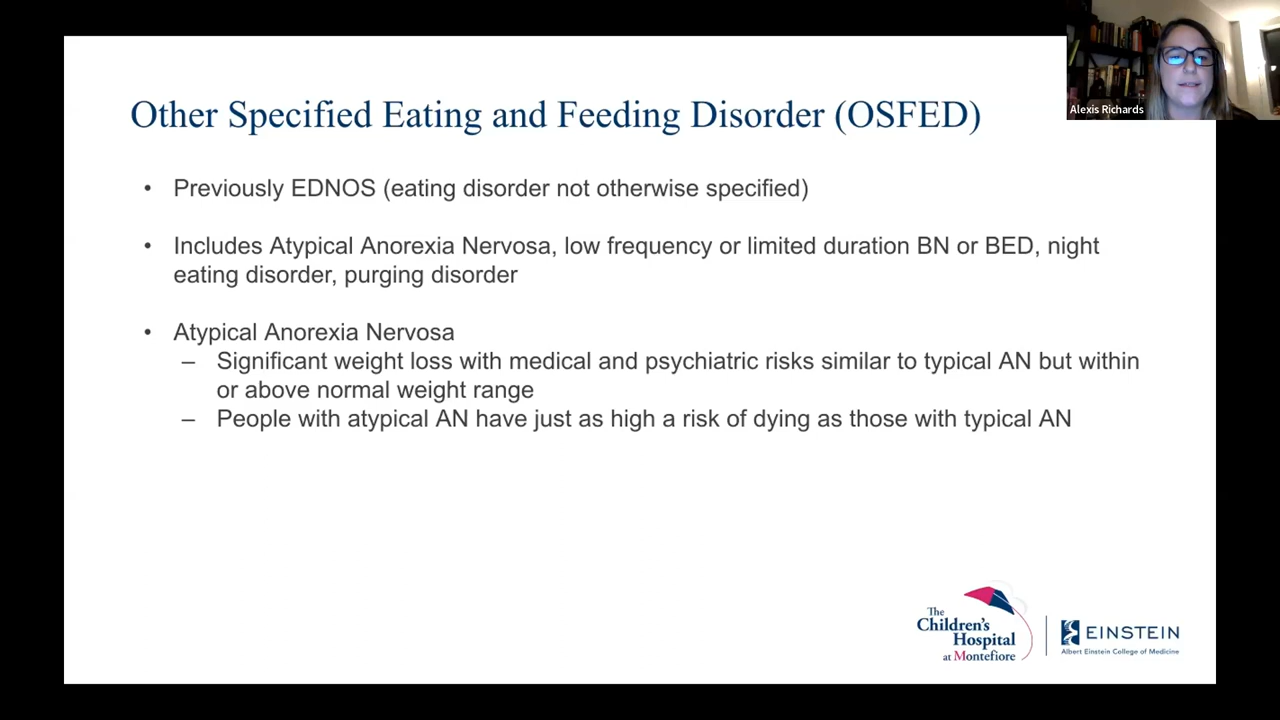 Other Specified Eating and Feeding Disorder (OSFED)
Alexis Richards
• Previously EDNOS (eating disorder not otherwise specified)
• Includes Atypical Anorexia Nervosa, low frequency or limited duration BN or BED, night
eating disorder, purging disorder
• Atypical Anorexia Nervosa
– Significant weight loss with medical and psychiatric risks similar to typical AN but within
or above normal weight range
– People with atypical AN have just as high a risk of dying as those with typical AN
The
Children's
Hospital
at Montefiore
EINSTEIN
Albert Einstein College of Medicine